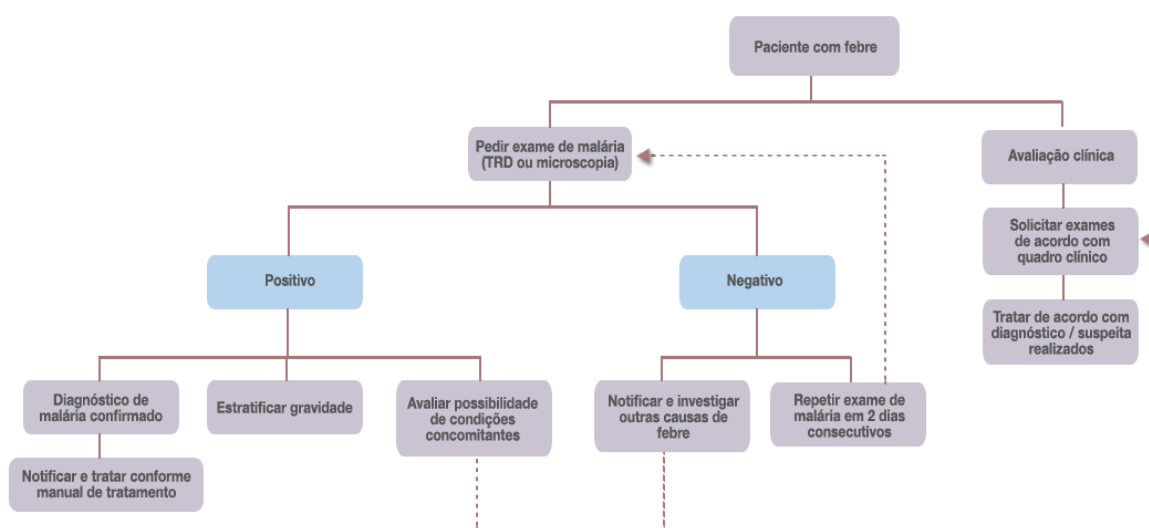 Paciente com febre
Pedir exame de malária
(TRD ou microscopia)
Avaliação clínica
Solicitar exames
de acordo com
quadro clínico
Tratar de acordo com
diagnóstico / suspeita
realizados
Positivo
Negativo
Diagnóstico de
malária confirmado
Estratificar gravidade
Avaliar possibilidade
de condições
concomitantes
Notificar e investigar
outras causas de
febre
Repetir exame de
malária em 2 dias
consecutivos
Notificar e tratar conforme
manual de tratamento